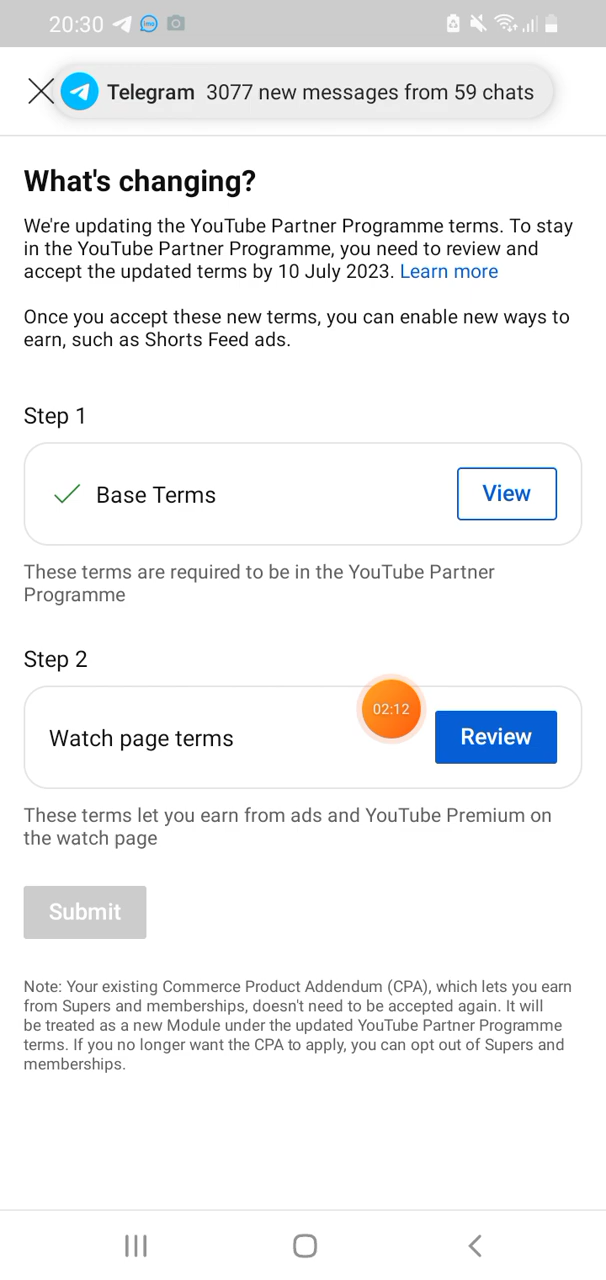 20:30
Telegram 3077 new messages from 59 chats
What's changing?
We're updating the YouTube Partner Programme terms. To stay
in the YouTube Partner Programme, you need to review and
accept the updated terms by 10 July 2023. Learn more
Once you accept these new terms, you can enable new ways to
earn, such as Shorts Feed ads.
Step 1
Base Terms
View
These terms are required to be in the YouTube Partner
Programme
Step 2
02:12
Watch page terms
Review
These terms let you earn from ads and YouTube Premium on
the watch page
Submit
Note: Your existing Commerce Product Addendum (CPA), which lets you earn
from Supers and memberships, doesn't need to be accepted again. It will
be treated as a new Module under the updated YouTube Partner Programme
terms. If you no longer want the CPA to apply, you can opt out of Supers and
memberships.